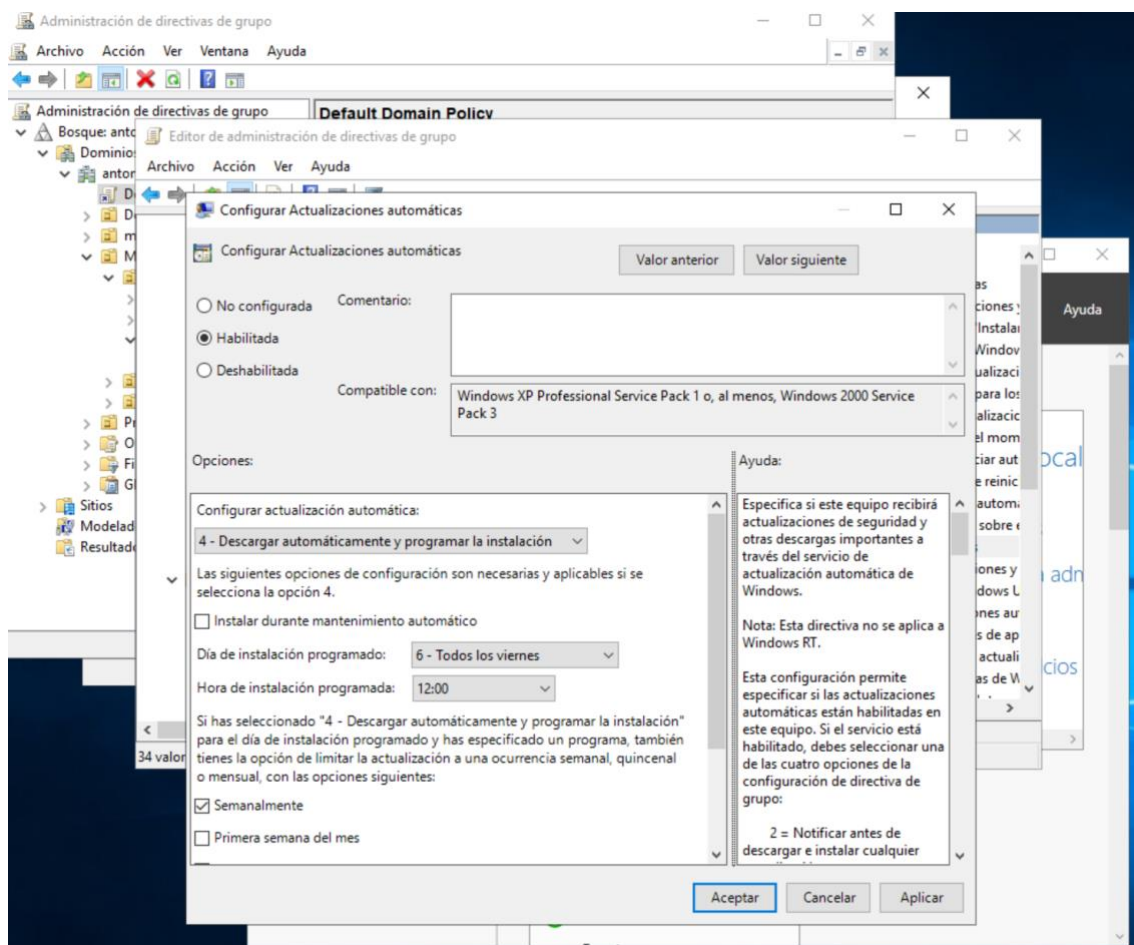 Administración de directivas de grupo
Archivo Acción Ver Ventana Ayuda
Administración de directivas de grupo
Default Domain Policy
Bosque:
Editor de administración de directivas de grupo
Archivo Acción Ver Ayuda
Configurar Actualizaciones automáticas
Configurar Actualizaciones automáticas
Valor anterior
Valor siguiente
No configurada
Habilitada
Deshabilitada
Comentario:
Compatible con:
Windows XP Professional Service Pack 1 o, al menos, Windows 2000 Service
Pack 3
Opciones:
Configurar actualización automática:
4 - Descargar automáticamente y programar la instalación
Las siguientes opciones de configuración son necesarias y aplicables si se
selecciona la opción 4.
Instalar durante mantenimiento automático
Día de instalación programado: 6 - Todos los viernes
Hora de instalación programada: 12:00
Si has seleccionado "4 - Descargar automáticamente y programar la instalación"
para el día de instalación programado y has especificado un programa, también
tienes la opción de limitar la actualización a una ocurrencia semanal, quincenal
o mensual, con las opciones siguientes:
Semanalmente
Primera semana del mes
Ayuda:
Especifica si este equipo recibirá
actualizaciones de seguridad y
otras descargas importantes a
través del servicio de
actualización automática de
Windows.
Nota: Esta directiva no se aplica a
Windows RT.
Esta configuración permite
especificar si las actualizaciones
automáticas están habilitadas en
este equipo. Si el servicio está
habilitado, debes seleccionar una
de las cuatro opciones de la
configuración de directiva de
grupo:
2 = Notificar antes de
descargar e instalar cualquier
Aceptar
Cancelar
Aplicar
Sitios
34 valor
Ayuda